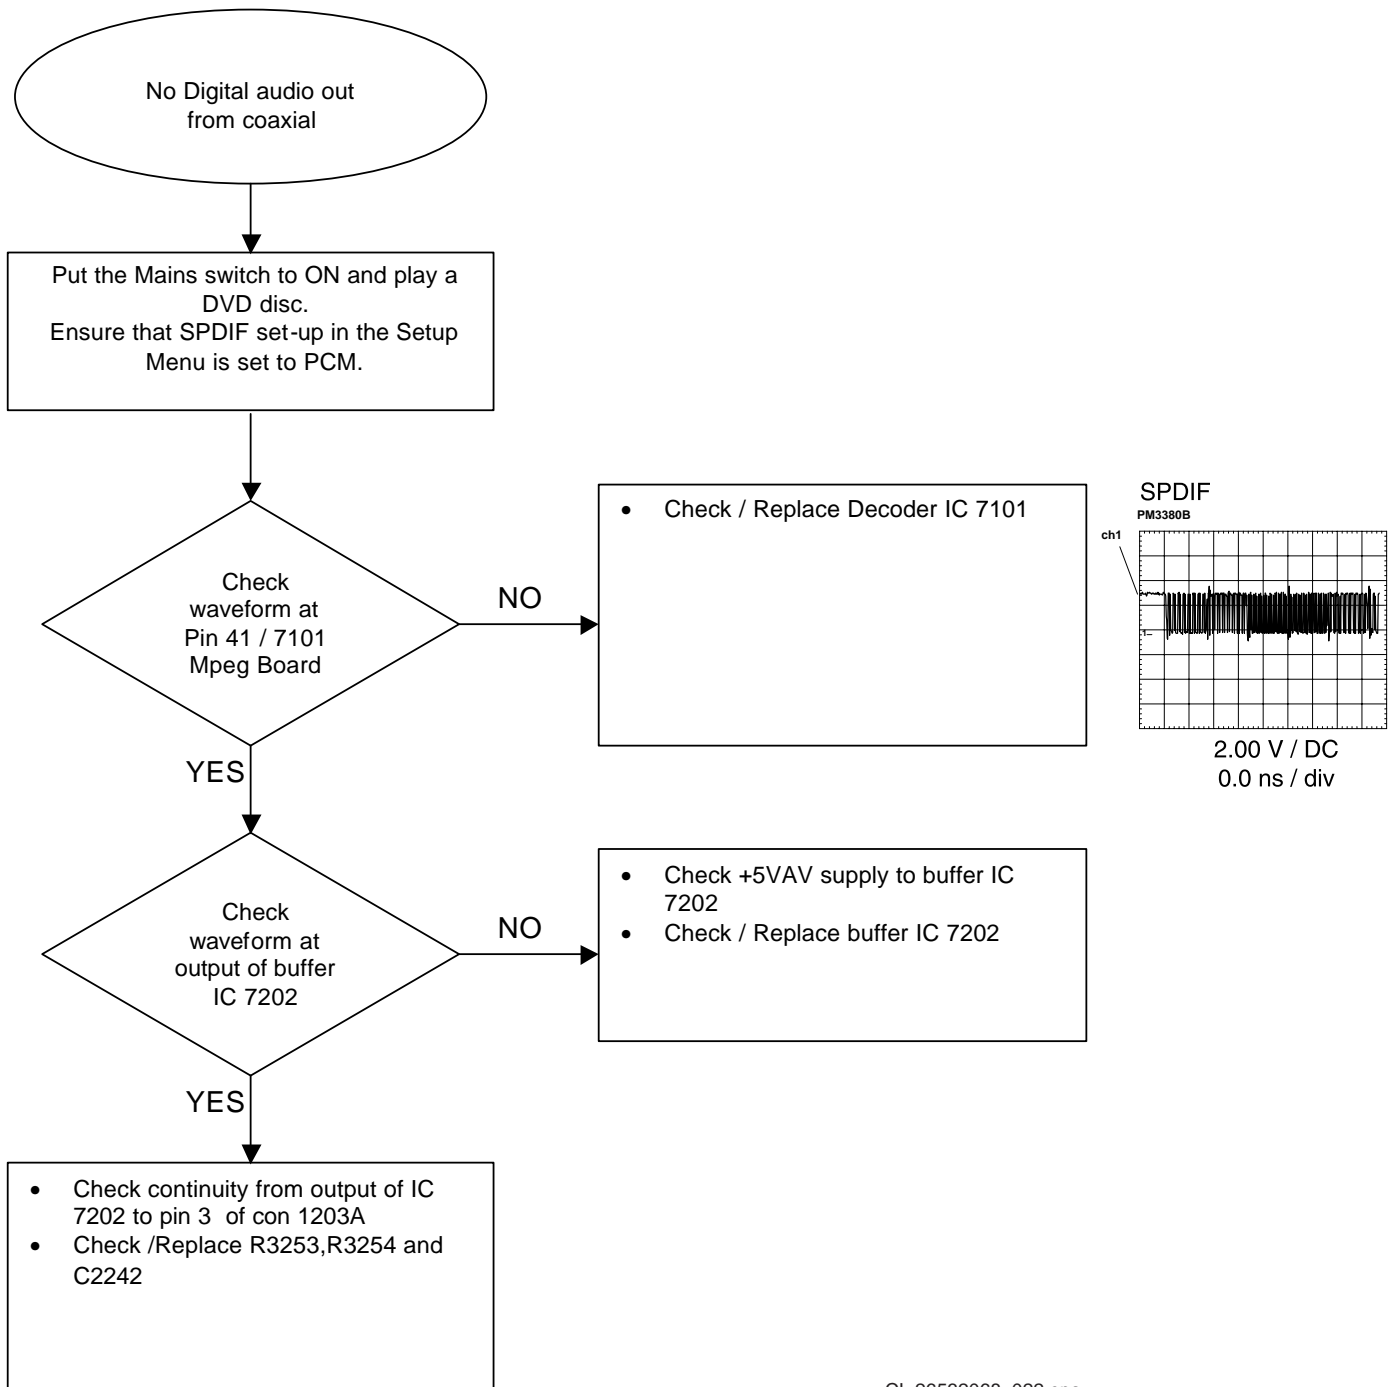 No Digital audio out
from coaxial
Put the Mains switch to ON and play a
DVD disc.
Ensure that SPDIF set-up in the Setup
Menu is set to PCM.
Check
waveform at
Pin 41 / 7101
Mpeg Board
NO
• Check / Replace Decoder IC 7101
SPDIF
PM3380B
ch1
1–
2.00 V / DC
0.0 ns / div
YES
Check
waveform at
output of buffer
IC 7202
NO
• Check +5VAV supply to buffer IC
7202
• Check / Replace buffer IC 7202
YES
• Check continuity from output of IC
7202 to pin 3 of con 1203A
• Check /Replace R3253,R3254 and
C2242